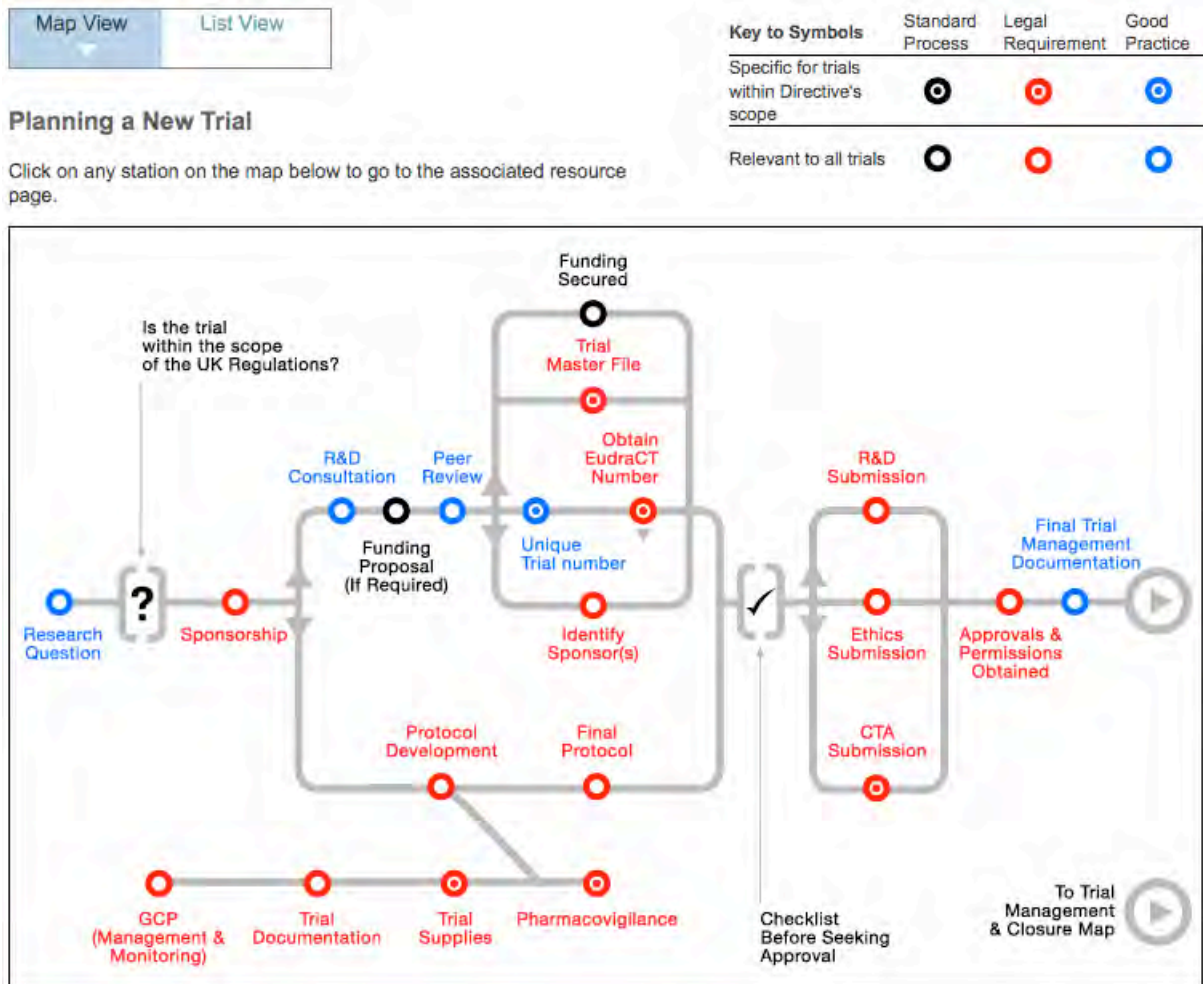 Map View
List View
Key to Symbols
Standard
Process
Legal
Requirement
Good
Practice
Specific for trials
within Directive's
scope
Relevant to all trials
Planning a New Trial
Click on any station on the map below to go to the associated resource
page.
Funding
Secured
Is the trial
within the scope
of the UK Regulations?
Trial
Master File
R&D
Consultation
Peer
Review
Obtain
EudraCT
Number
R&D
Submission
Funding
Proposal
(If Required)
Unique
Trial number
Final Trial
Management
Documentation
?
Research
Question
Sponsorship
Identify
Sponsor(s)
Ethics
Submission
Approvals &
Permissions
Obtained
Protocol
Development
Final
Protocol
CTA
Submission
GCP
(Management &
Monitoring)
Trial
Documentation
Trial
Supplies
Pharmacovigilance
Checklist
Before Seeking
Approval
To Trial
Management
& Closure Map